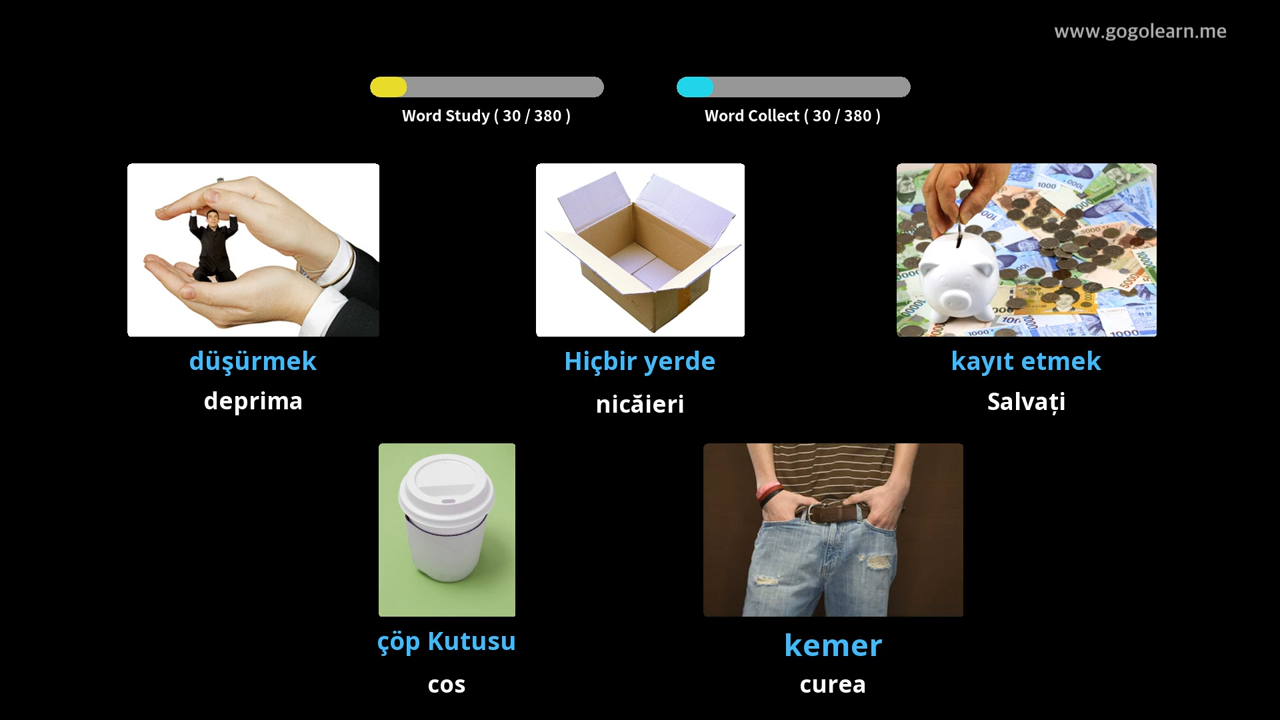 www.gogolearn.me
Word Study ( 30 / 380 )
Word Collect ( 30 / 380 )
düşürmek
deprima
Hiçbir yerde
nicăieri
kayıt etmek
Salvați
çöp Kutusu
cos
kemer
curea